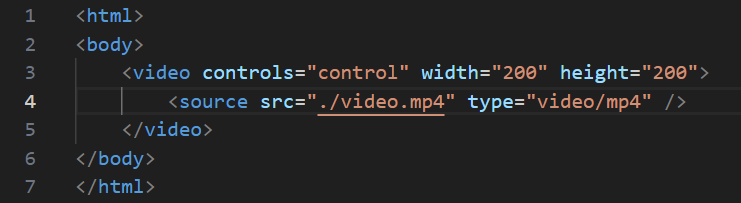 1 <html>
2 <body>
3     <video controls="control" width="200" height="200">
4         <source src="./video.mp4" type="video/mp4" />
5     </video>
6 </body>
7 </html>